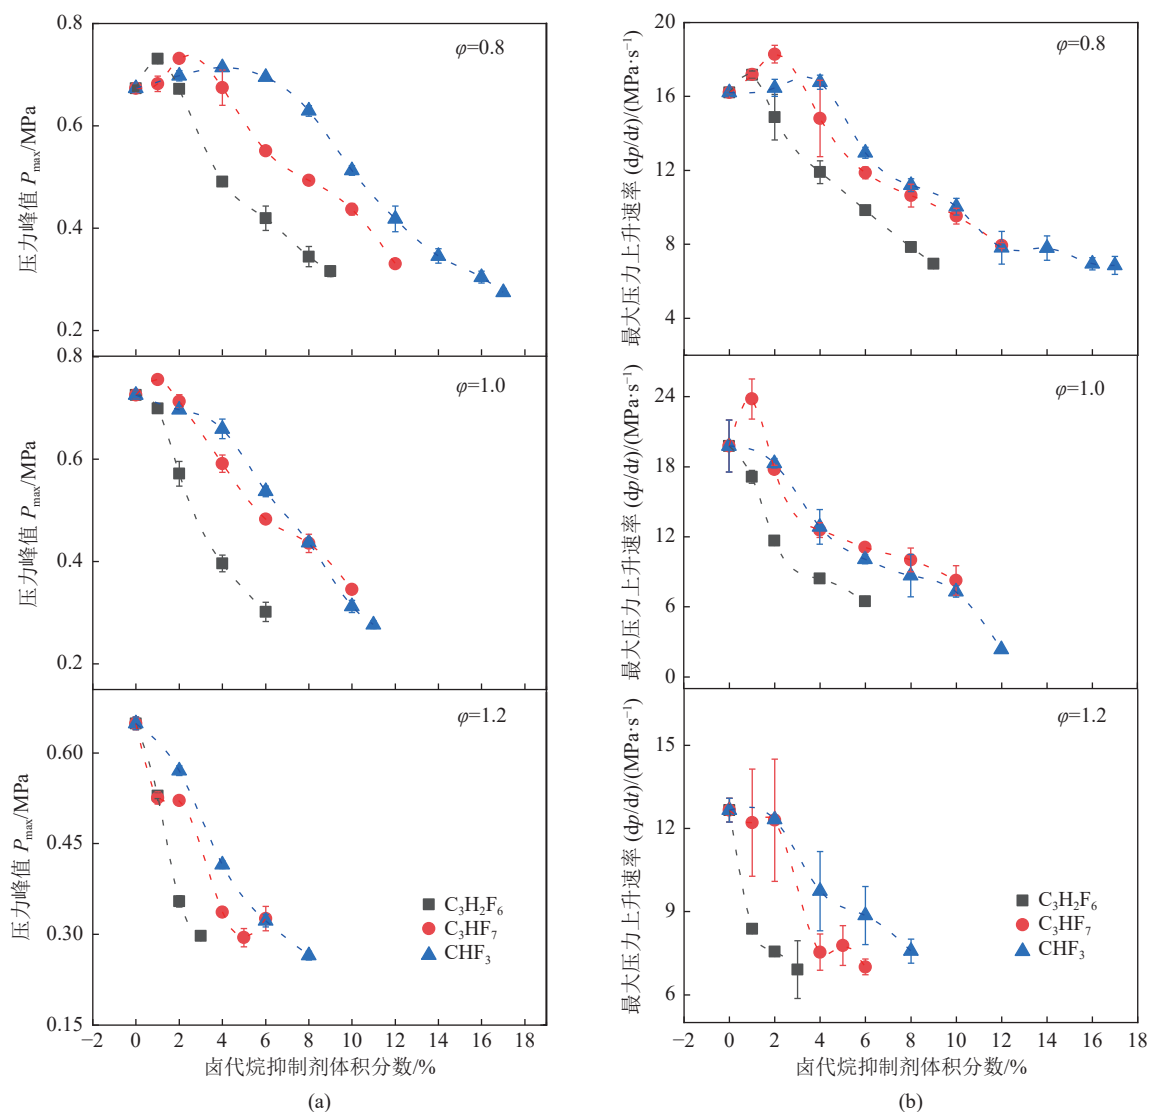 0.8
0.6
0.4
0.2
压力峰值 Pmax/MPa
φ=0.8
0.8
0.6
0.4
0.2
压力峰值 Pmax/MPa
φ=1.0
0.60
0.45
0.30
0.15
压力峰值 Pmax/MPa
φ=1.2
C3H2F6
C3HF7
CHF3
−2 0 2 4 6 8 10 12 14 16 18
卤代烷抑制剂体积分数/%
(a)
20
16
12
8
4
最大压力上升速率 (dp/dt)/(MPa·s−1)
φ=0.8
24
18
12
6
0
最大压力上升速率 (dp/dt)/(MPa·s−1)
φ=1.0
15
12
9
6
最大压力上升速率 (dp/dt)/(MPa·s−1)
φ=1.2
C3H2F6
C3HF7
CHF3
−2 0 2 4 6 8 10 12 14 16 18
卤代烷抑制剂体积分数/%
(b)